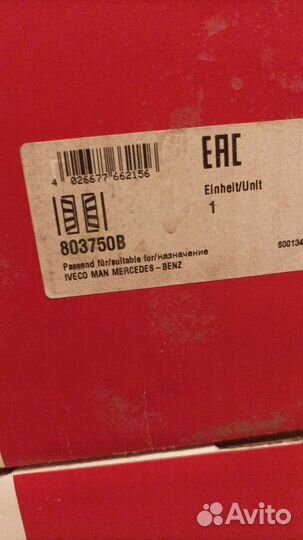 EAC
4 026677 662156
Einheit/Unit
1
803750B
Passend für/suitable for/назначение
IVECO MAN MERCEDES-BENZ
600134
Avito